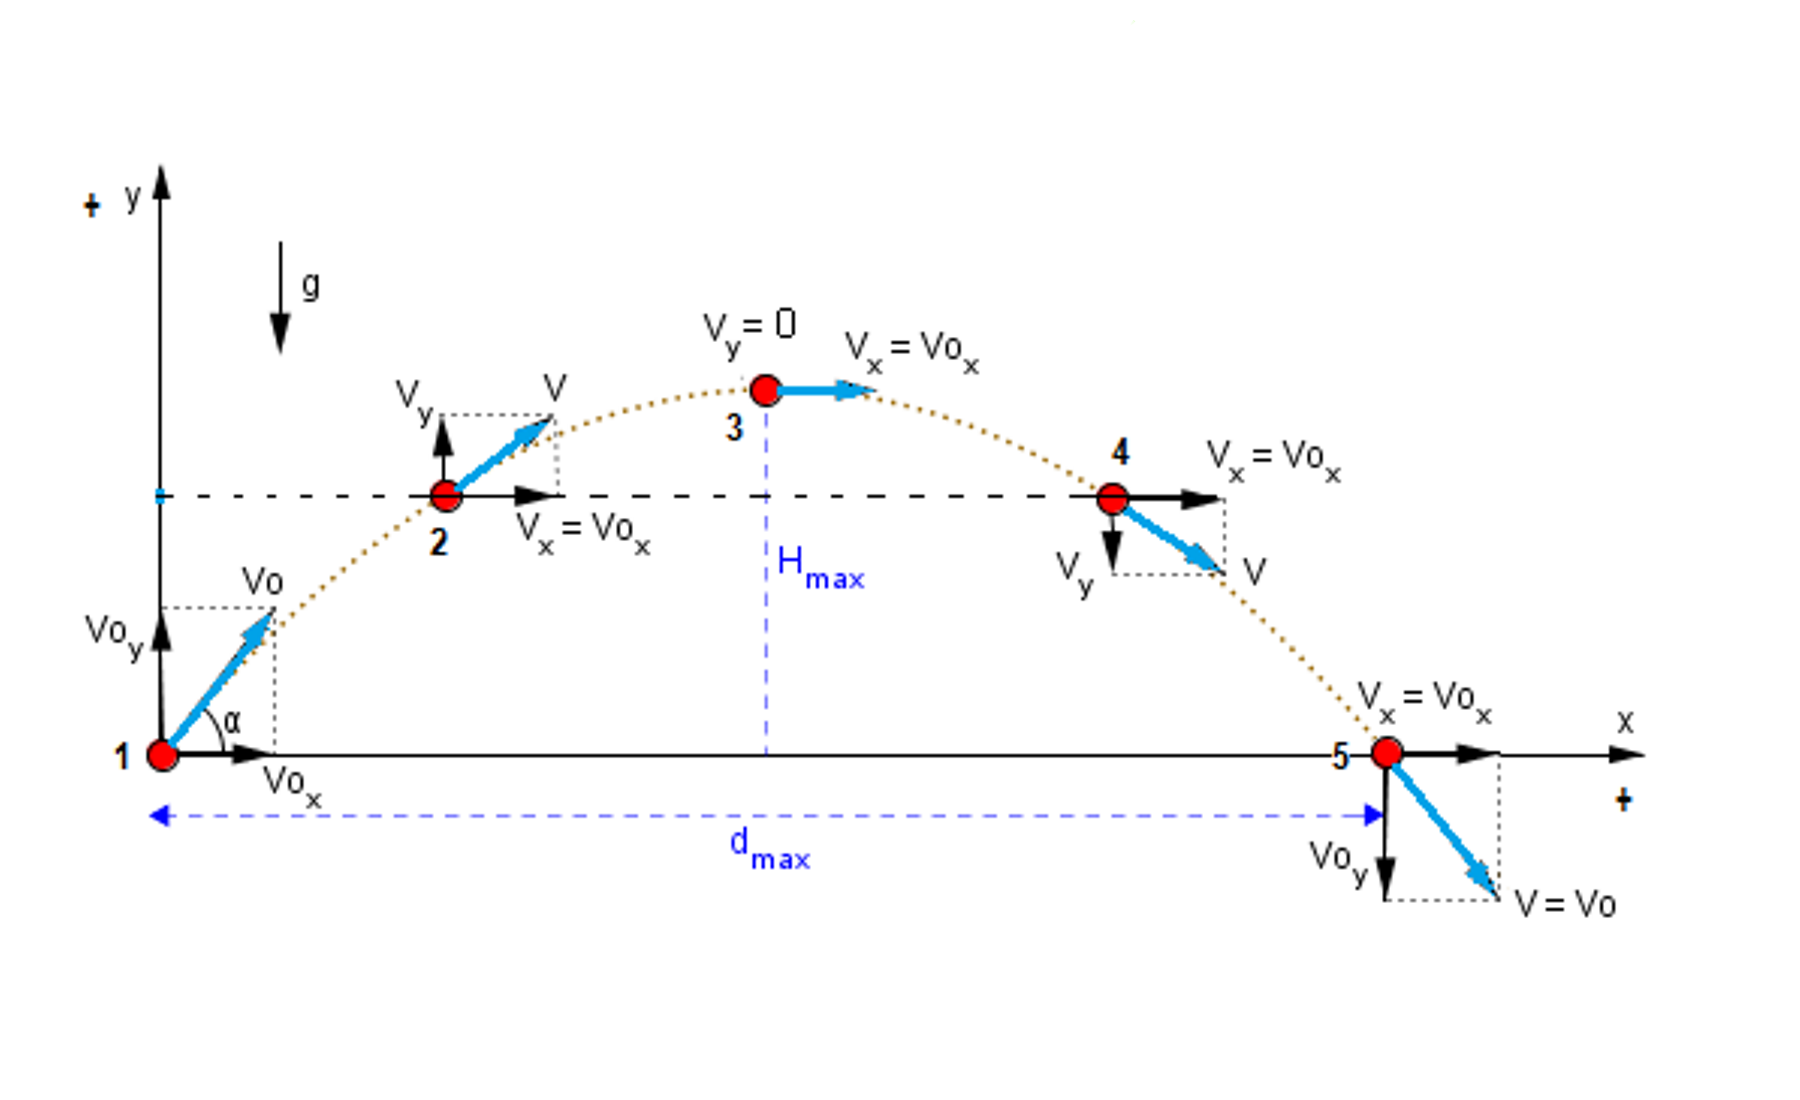 + y
g
Vy = 0
Vx = Vox
Vy
V
3
4
Vx = Vox
2
Vx = Vox
Hmax
Vy
V
Vo
Voy
α
1
Vox
Vx = Vox
x
5
+
dmax
Voy
V = Vo